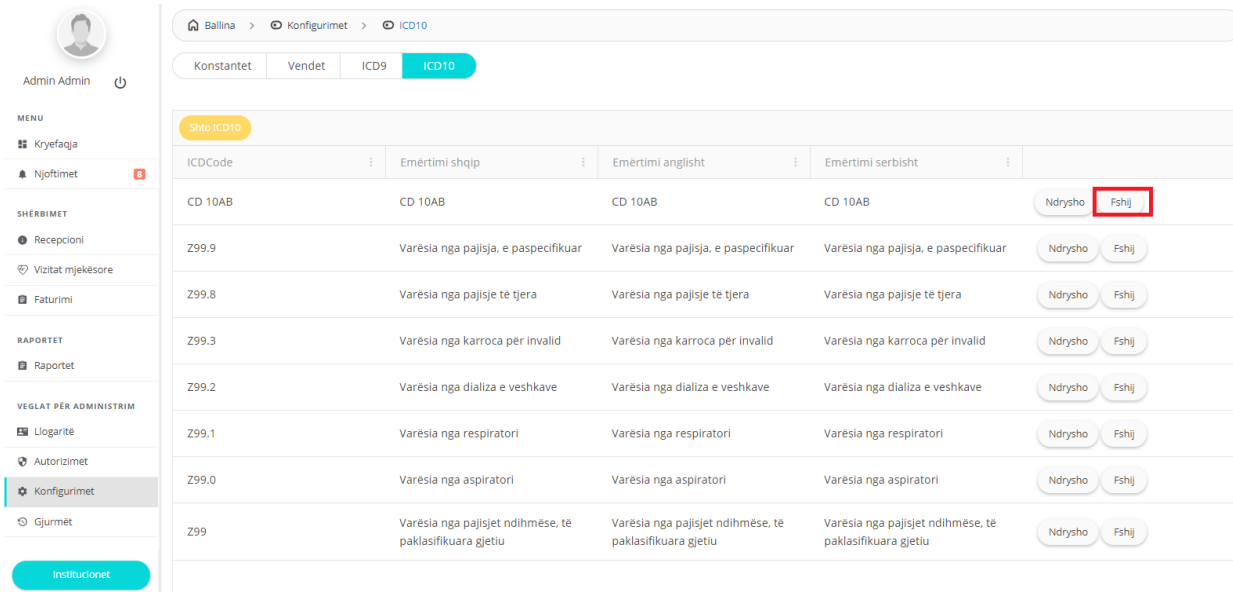 Admin Admin
MENU
Kryefaqja
Njoftimet 8
SHËRBIMET
Recepcioni
Vizitat mjekësore
Faturimi
RAPORTET
Raportet
VEGLAT PËR ADMINISTRIM
Llogaritë
Autorizimet
Konfigurimet
Gjurmët
Institucionet
Ballina > Konfigurimet > ICD10
Konstantet Vendet ICD9 ICD10
Shto ICD10
ICDCode Emërtimi shqip Emërtimi anglisht Emërtimi serbisht
CD 10AB CD 10AB CD 10AB CD 10AB Ndrysho Fshij
Z99.9 Varësia nga pajisja, e paspecifikuar Varësia nga pajisja, e paspecifikuar Varësia nga pajisja, e paspecifikuar Ndrysho Fshij
Z99.8 Varësia nga pajisje të tjera Varësia nga pajisje të tjera Varësia nga pajisje të tjera Ndrysho Fshij
Z99.3 Varësia nga karroca për invalid Varësia nga karroca për invalid Varësia nga karroca për invalid Ndrysho Fshij
Z99.2 Varësia nga dializa e veshkave Varësia nga dializa e veshkave Varësia nga dializa e veshkave Ndrysho Fshij
Z99.1 Varësia nga respiratori Varësia nga respiratori Varësia nga respiratori Ndrysho Fshij
Z99.0 Varësia nga aspiratori Varësia nga aspiratori Varësia nga aspiratori Ndrysho Fshij
Z99 Varësia nga pajisjet ndihmëse, të Varësia nga pajisjet ndihmëse, të Varësia nga pajisjet ndihmëse, të Ndrysho Fshij
paklasifikuara gjetiu paklasifikuara gjetiu paklasifikuara gjetiu